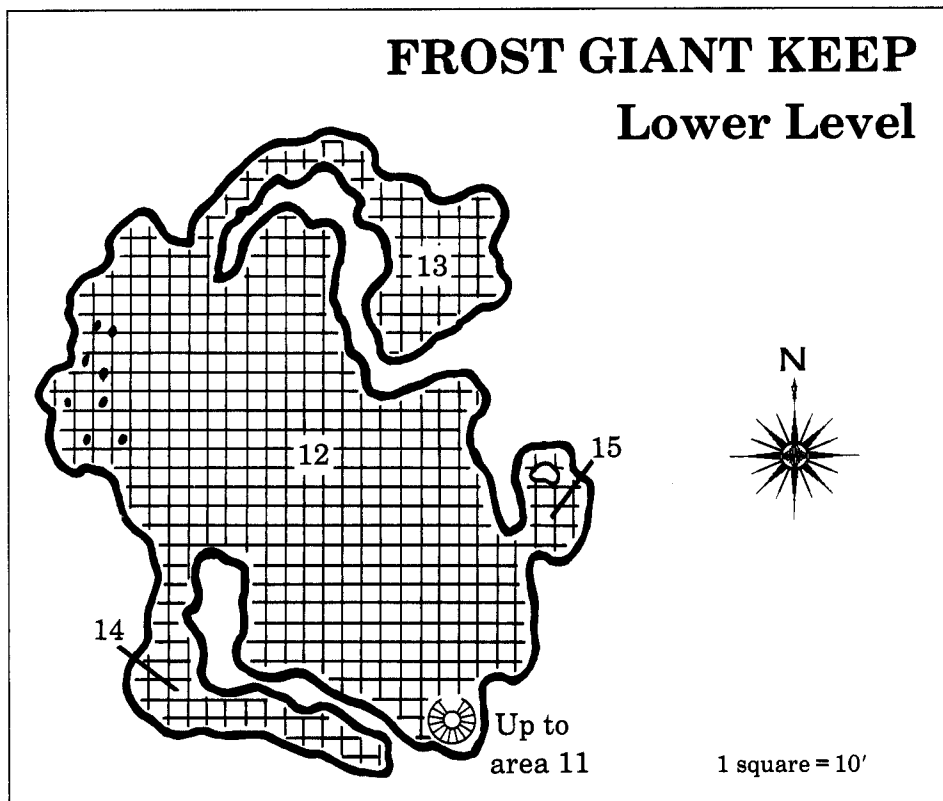 FROST GIANT KEEP
Lower Level
13
N
12
15
14
Up to
area 11
1 square = 10′